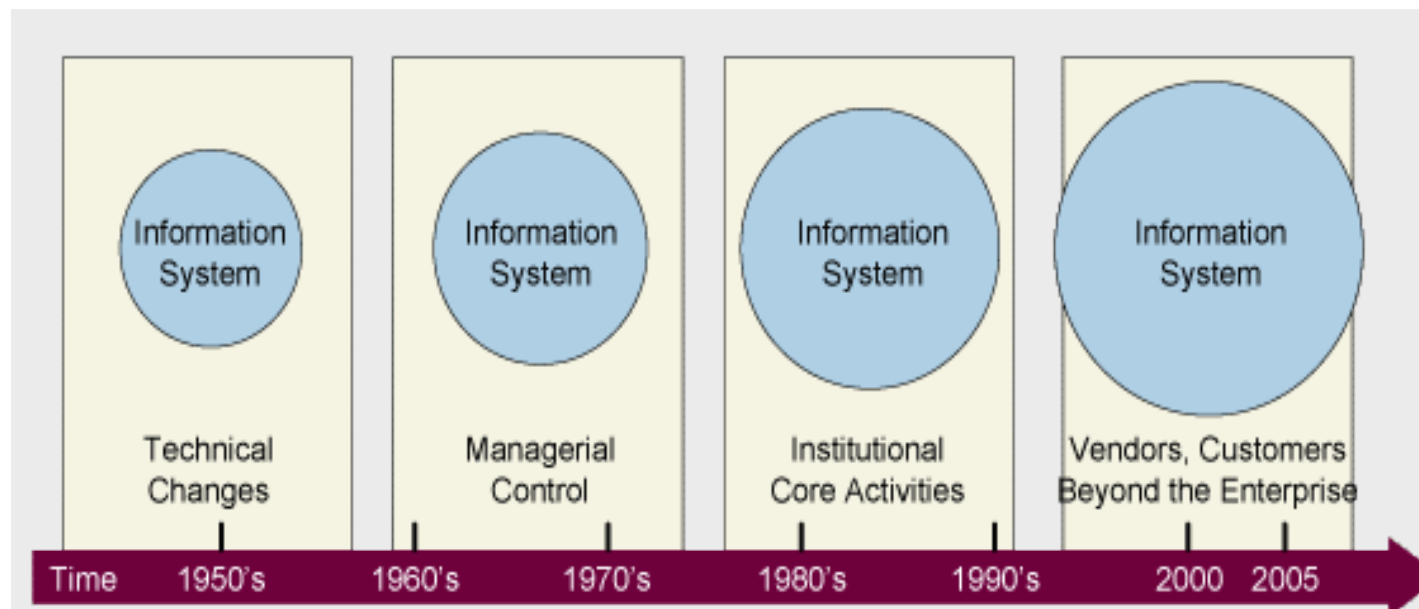 Information
System
Technical
Changes
Information
System
Managerial
Control
Information
System
Institutional
Core Activities
Information
System
Vendors, Customers
Beyond the Enterprise
Time 1950's 1960's 1970's 1980's 1990's 2000 2005